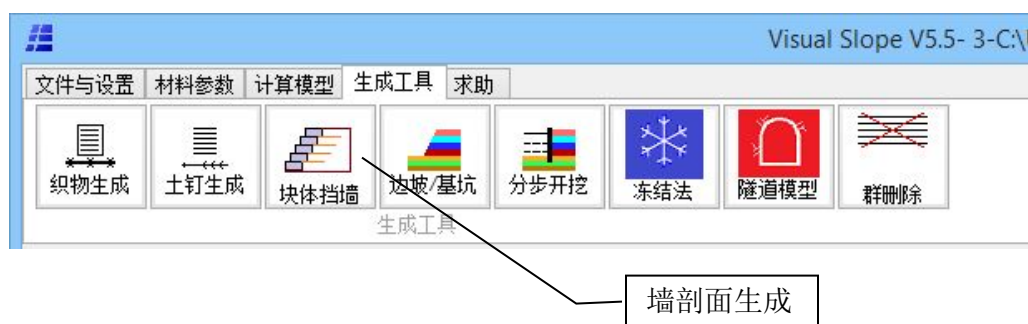 Visual Slope V5.5- 3-C:\
文件与设置 材料参数 计算模型 生成工具 求助
织物生成 土钉生成 块体挡墙 边坡/基坑 分步开挖 冻结法 隧道模型 群删除
生成工具
墙剖面生成